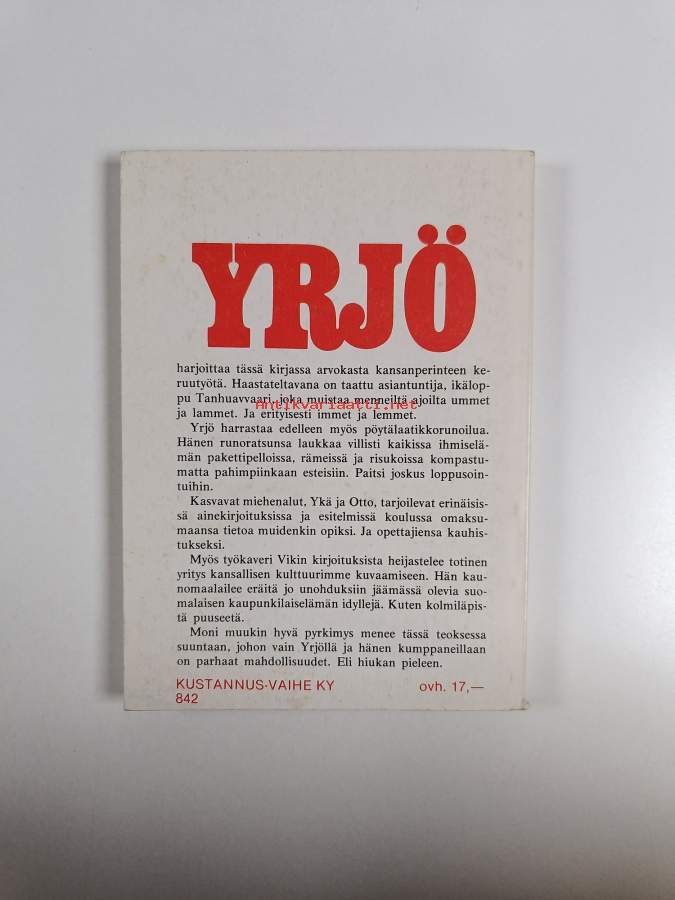 YRJÖ
harjoittaa tässä kirjassa arvokasta kansanperinteen ke-
ruutyötä. Haastateltavana on taattu asiantuntija, ikälop-
pu Tanhuavvaari, joka muistaa menneiltä ajoilta ummet
Antikvariaatti.net
ja lammet. Ja erityisesti immet ja lemmet.
Yrjö harrastaa edelleen myös pöytälaatikkorunoilua.
Hänen runoratsunsa laukkaa villisti kaikissa ihmiselä-
män pakettipelloissa, rämeissä ja risukoissa kompastu-
matta pahimpiinkaan esteisiin. Paitsi joskus loppusoin-
tuihin.
Kasvavat miehenalut, Ykä ja Otto, tarjoilevat erinäisis-
sä ainekirjoituksissa ja esitelmissä koulussa omaksu-
maansa tietoa muidenkin opiksi. Ja opettajiensa kauhis-
tukseksi.
Myös työkaveri Vikin kirjoituksista heijastelee totinen
yritys kansallisen kulttuurimme kuvaamiseen. Hän kau-
nomaalailee eräitä jo unohduksiin jäämässä olevia suo-
malaisen kaupunkilaiselämän idyllejä. Kuten kolmiläpis-
tä puuseetä.
Moni muukin hyvä pyrkimys menee tässä teoksessa
suuntaan, johon vain Yrjöllä ja hänen kumppaneillaan
on parhaat mahdollisuudet. Eli hiukan pieleen.
KUSTANNUS-VAIHE KY ovh. 17,—
842